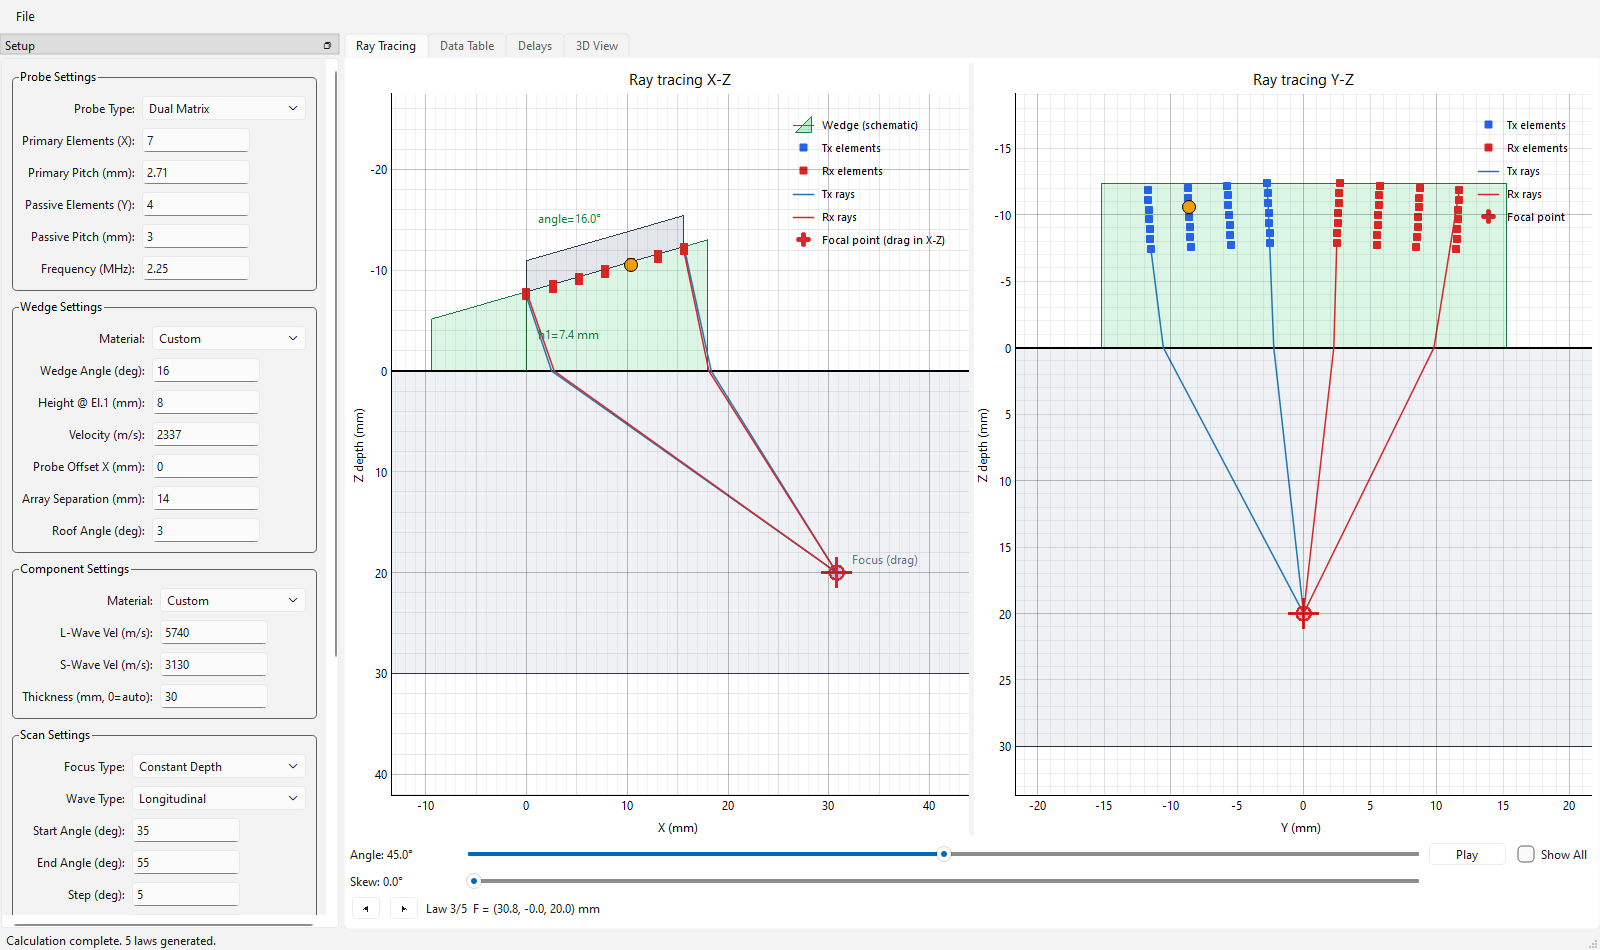 File
Setup
Ray Tracing
Data Table
Delays
3D View
Probe Settings
Probe Type: Dual Matrix
Primary Elements (X): 7
Primary Pitch (mm): 2.71
Passive Elements (Y): 4
Passive Pitch (mm): 3
Frequency (MHz): 2.25
Wedge Settings
Material: Custom
Wedge Angle (deg): 16
Height @ El.1 (mm): 8
Velocity (m/s): 2337
Probe Offset X (mm): 0
Array Separation (mm): 14
Roof Angle (deg): 3
Component Settings
Material: Custom
L-Wave Vel (m/s): 5740
S-Wave Vel (m/s): 3130
Thickness (mm, 0=auto): 30
Scan Settings
Focus Type: Constant Depth
Wave Type: Longitudinal
Start Angle (deg): 35
End Angle (deg): 55
Step (deg): 5
Ray tracing X-Z
Wedge (schematic)
Tx elements
Rx elements
Tx rays
Rx rays
Focal point (drag in X-Z)
angle=16.0°
h1=7.4 mm
Focus (drag)
Z depth (mm)
-20
-10
0
10
20
30
40
-10
0
10
20
30
40
X (mm)
Ray tracing Y-Z
Tx elements
Rx elements
Tx rays
Rx rays
Focal point
Z depth (mm)
-15
-10
-5
0
5
10
15
20
25
30
-20
-15
-10
-5
0
5
10
15
20
Y (mm)
Angle: 45.0°
Play
Show All
Skew: 0.0°
Law 3/5 F = (30.8, -0.0, 20.0) mm
Calculation complete. 5 laws generated.